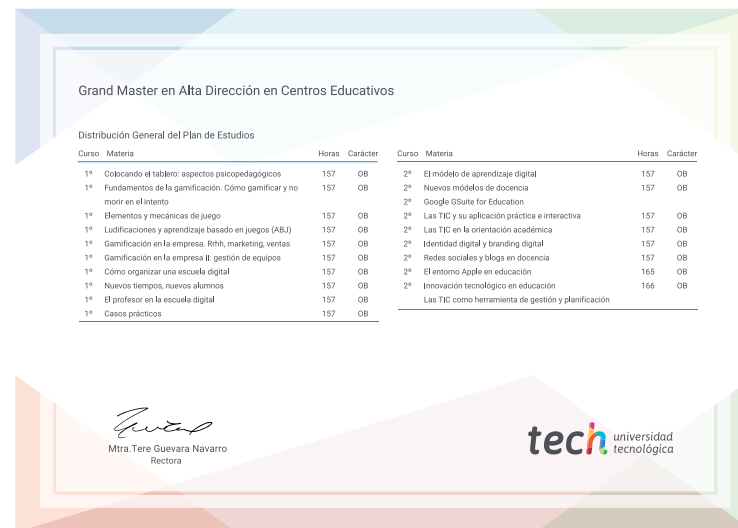 Grand Master en Alta Dirección en Centros Educativos
Distribución General del Plan de Estudios
Curso Materia Horas Carácter
1º Colocando el tablero: aspectos psicopedagógicos 157 OB
1º Fundamentos de la gamificación. Cómo gamificar y no 157 OB
morir en el intento
1º Elementos y mecánicas de juego 157 OB
1º Ludificaciones y aprendizaje basado en juegos (ABJ) 157 OB
1º Gamificación en la empresa. Rrhh, marketing, ventas 157 OB
1º Gamificación en la empresa II: gestión de equipos 157 OB
1º Cómo organizar una escuela digital 157 OB
1º Nuevos tiempos, nuevos alumnos 157 OB
1º El profesor en la escuela digital 157 OB
1º Casos prácticos 157 OB
Curso Materia Horas Carácter
2º El módelo de aprendizaje digital 157 OB
2º Nuevos módelos de docencia 157 OB
2º Google GSuite for Education
2º Las TIC y su aplicación práctica e interactiva 157 OB
2º Las TIC en la orientación académica 157 OB
2º Identidad digital y branding digital 157 OB
2º Redes sociales y blogs en docencia 157 OB
2º El entorno Apple en educación 165 OB
2º Innovación tecnológico en educación 166 OB
Las TIC como herramienta de gestión y planificación
Mtra.Tere Guevara Navarro
Rectora
tech universidad
tecnológica